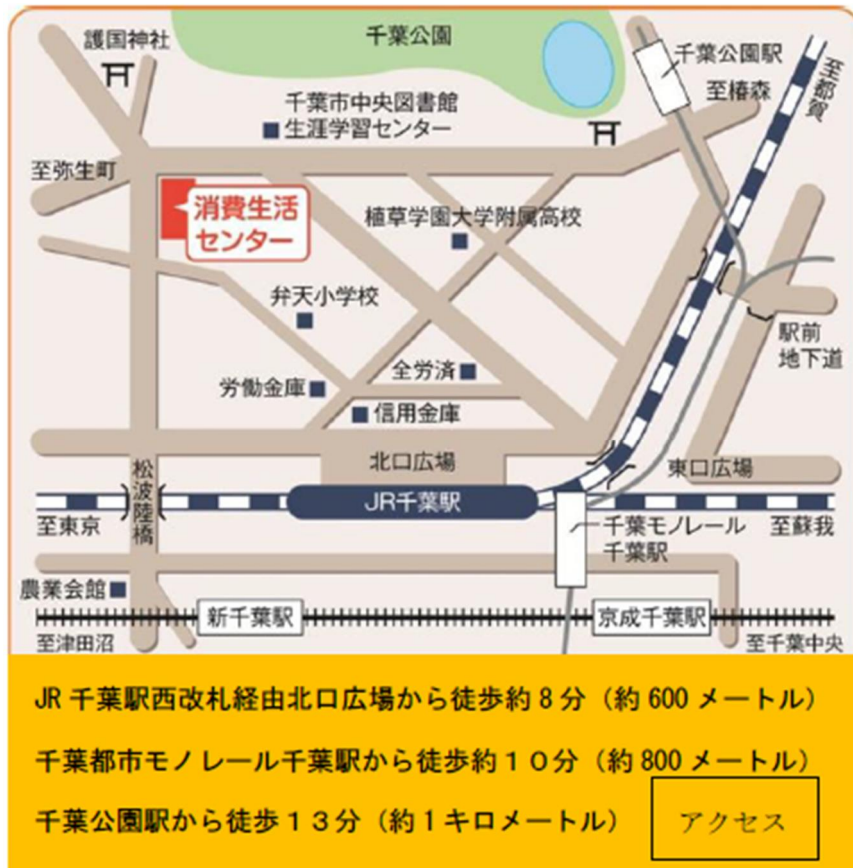 護国神社
千葉公園
千葉公園駅
至都賀
至椿森
千葉市中央図書館
生涯学習センター
至弥生町
消費生活
センター
植草学園大学附属高校
弁天小学校
駅前
地下道
全労済
労働金庫
信用金庫
北口広場
東口広場
松波陸橋
JR千葉駅
至東京
千葉モノレール
千葉駅
至蘇我
農業会館
新千葉駅
京成千葉駅
至津田沼
至千葉中央
JR千葉駅西改札経由北口広場から徒歩約8分（約600メートル）
千葉都市モノレール千葉駅から徒歩約１０分（約800メートル）
千葉公園駅から徒歩１３分（約1キロメートル）
アクセス